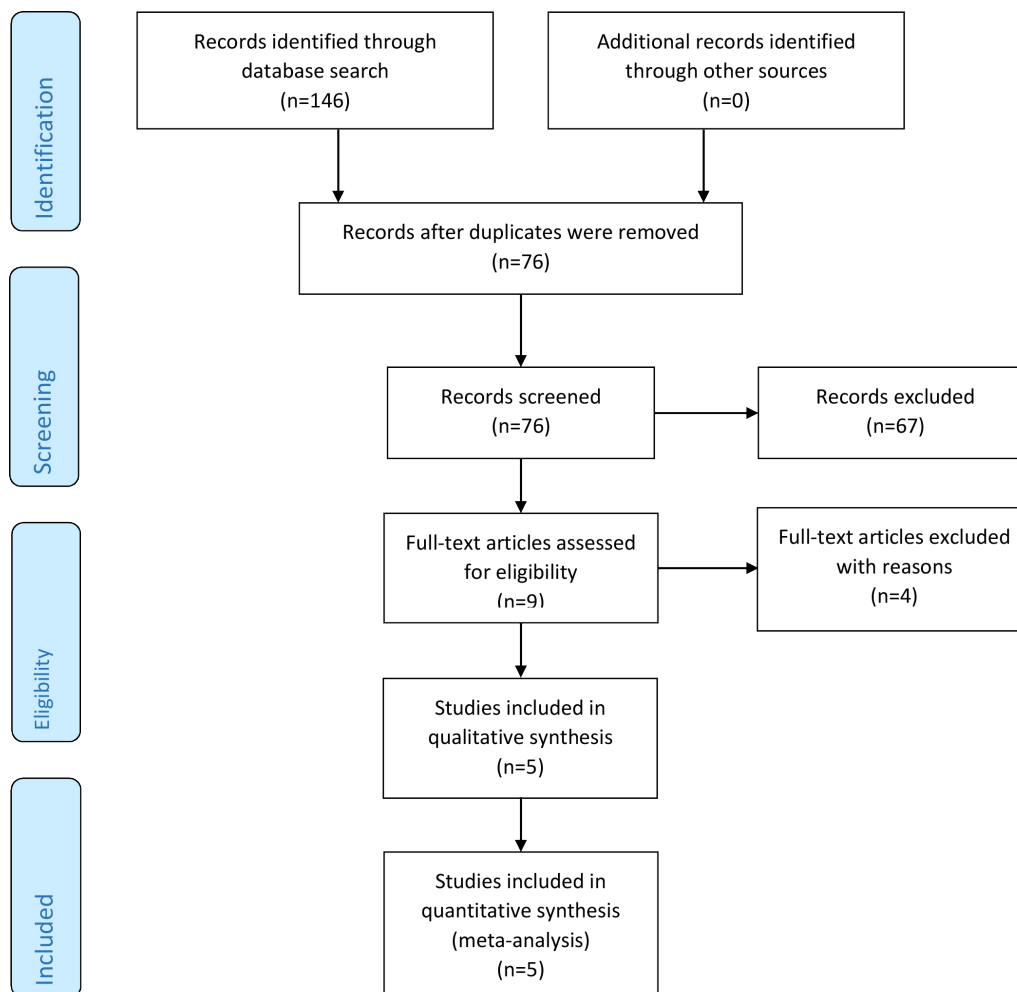 Identification
Records identified through
database search
(n=146)
Additional records identified
through other sources
(n=0)
Records after duplicates were removed
(n=76)
Screening
Records screened
(n=76)
Records excluded
(n=67)
Eligibility
Full-text articles assessed
for eligibility
(n=9)
Full-text articles excluded
with reasons
(n=4)
Studies included in
qualitative synthesis
(n=5)
Included
Studies included in
quantitative synthesis
(meta-analysis)
(n=5)